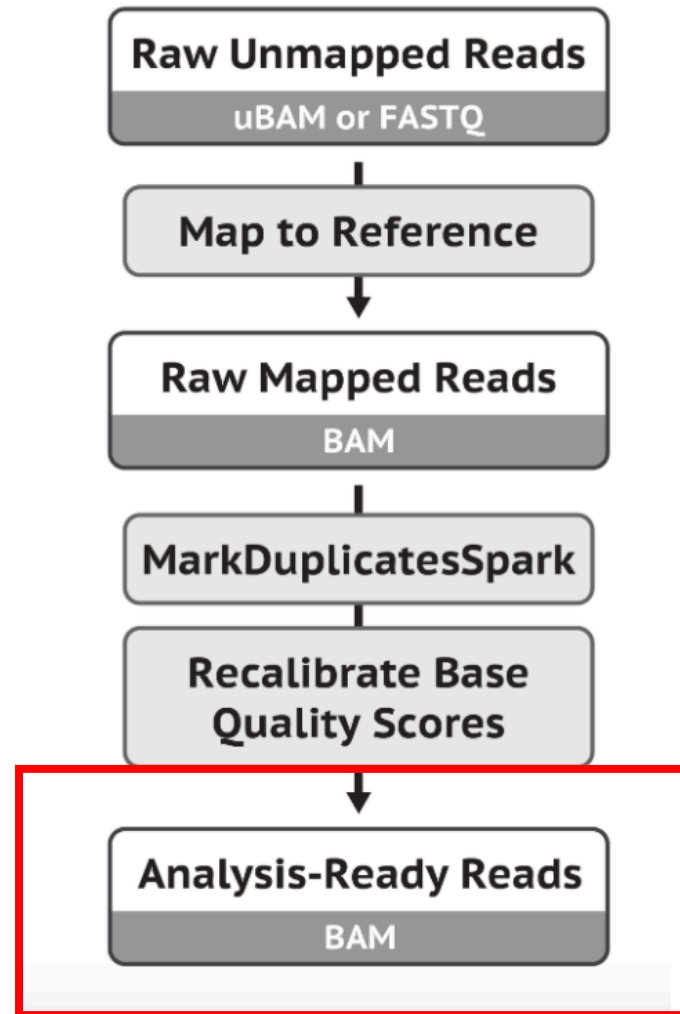 Raw Unmapped Reads
uBAM or FASTQ
Map to Reference
Raw Mapped Reads
BAM
MarkDuplicatesSpark
Recalibrate Base
Quality Scores
Analysis-Ready Reads
BAM